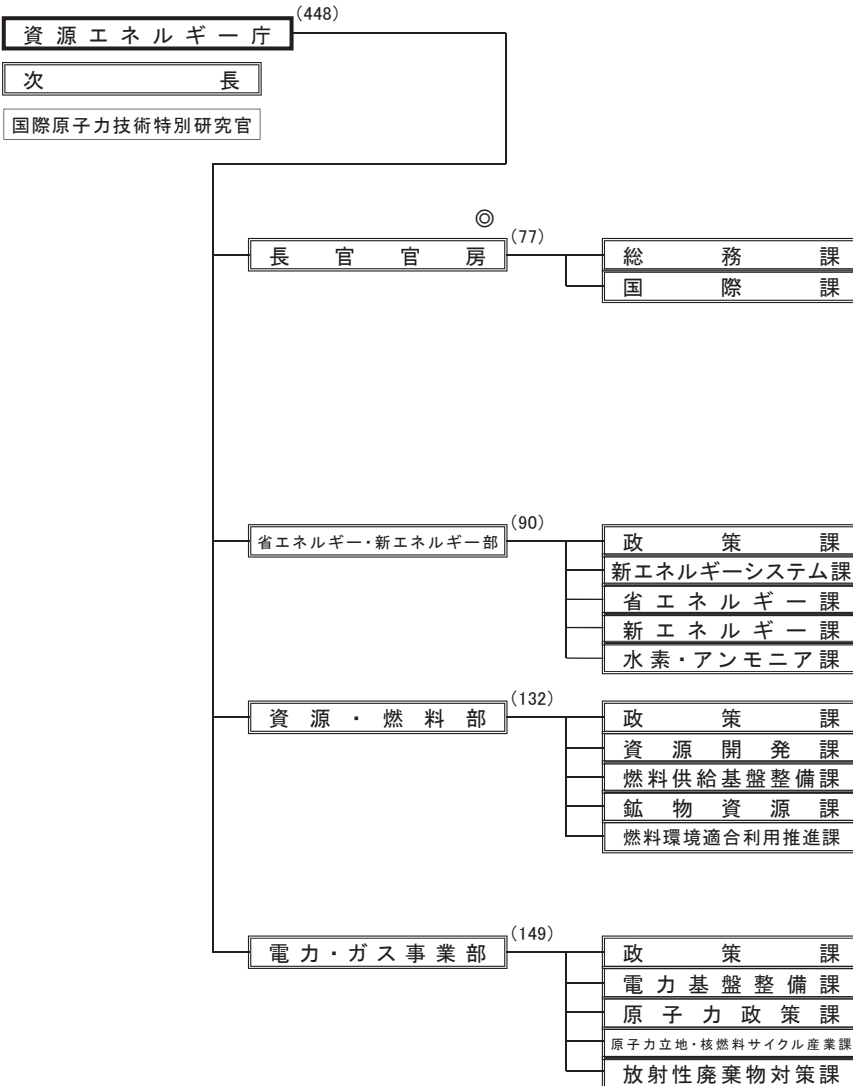 資源エネルギー庁 (448)
次長
国際原子力技術特別研究官
◎
長官官房 (77)
総務課
国際課
省エネルギー・新エネルギー部 (90)
政策課
新エネルギーシステム課
省エネルギー課
新エネルギー課
水素・アンモニア課
資源・燃料部 (132)
政策課
資源開発課
燃料供給基盤整備課
鉱物資源課
燃料環境適合利用推進課
電力・ガス事業部 (149)
政策課
電力基盤整備課
原子力政策課
原子力立地・核燃料サイクル産業課
放射性廃棄物対策課